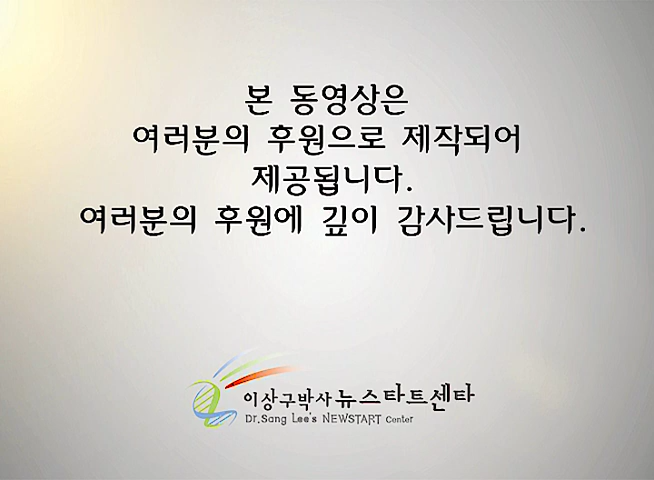 본 동영상은
여러분의 후원으로 제작되어
제공됩니다.
여러분의 후원에 깊이 감사드립니다.
이상구박사 뉴스타트센타
Dr.Sang Lee's NEWSTART Center